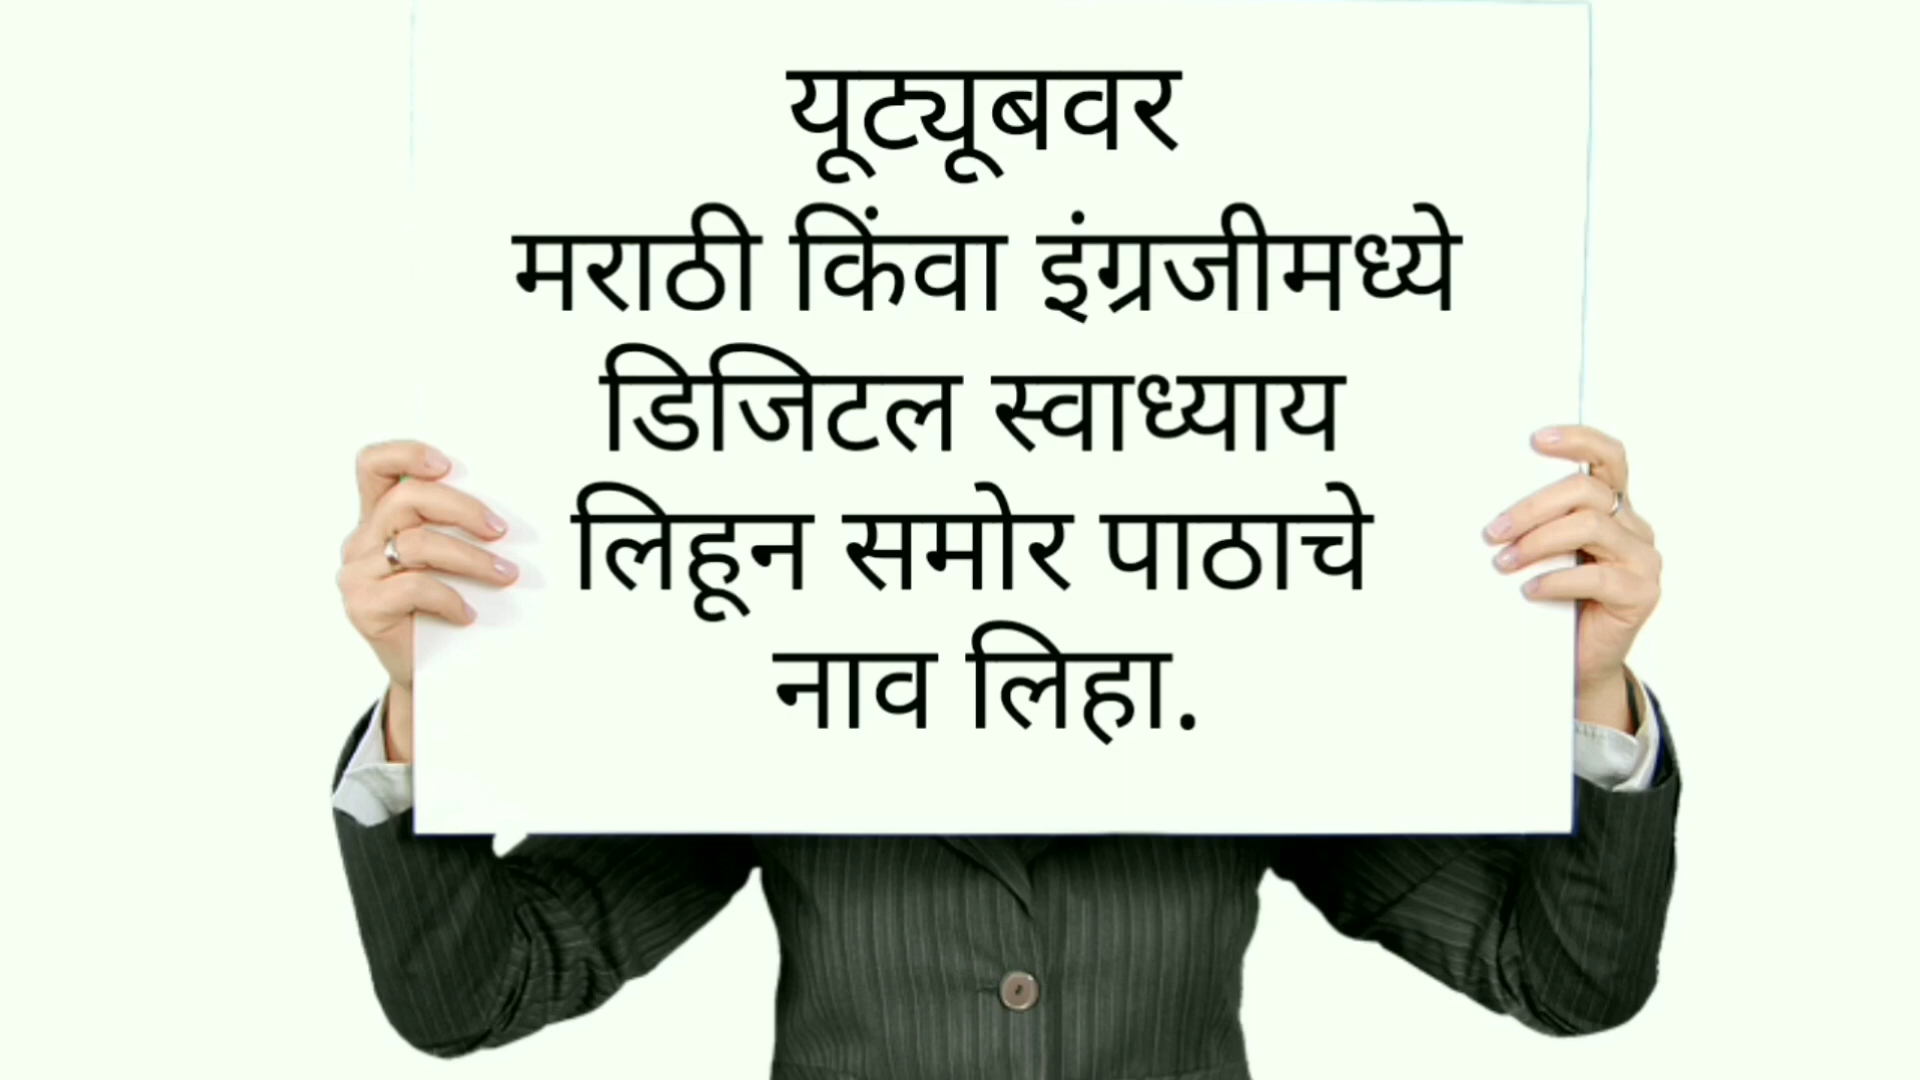 यूट्यूबवर
मराठी किंवा इंग्रजीमध्ये
डिजिटल स्वाध्याय
लिहून समोर पाठाचे
नाव लिहा.